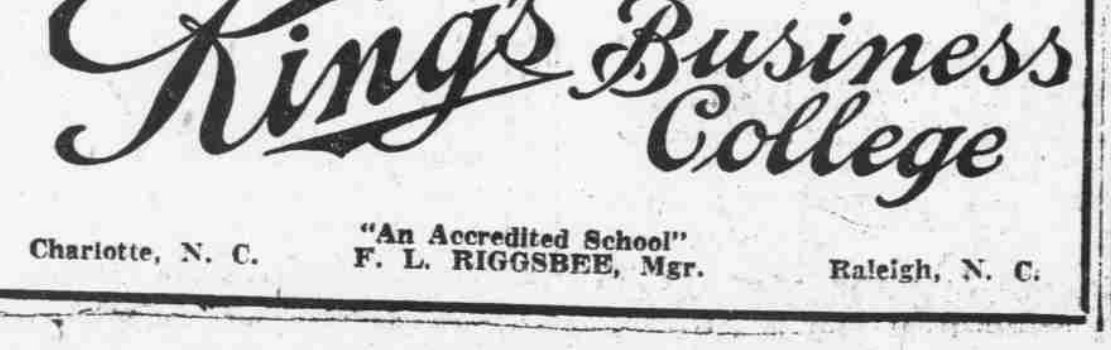 King's Business
College
"An Accredited School"
Charlotte, N. C. F. L. RIGGSBEE, Mgr. Raleigh, N. C.